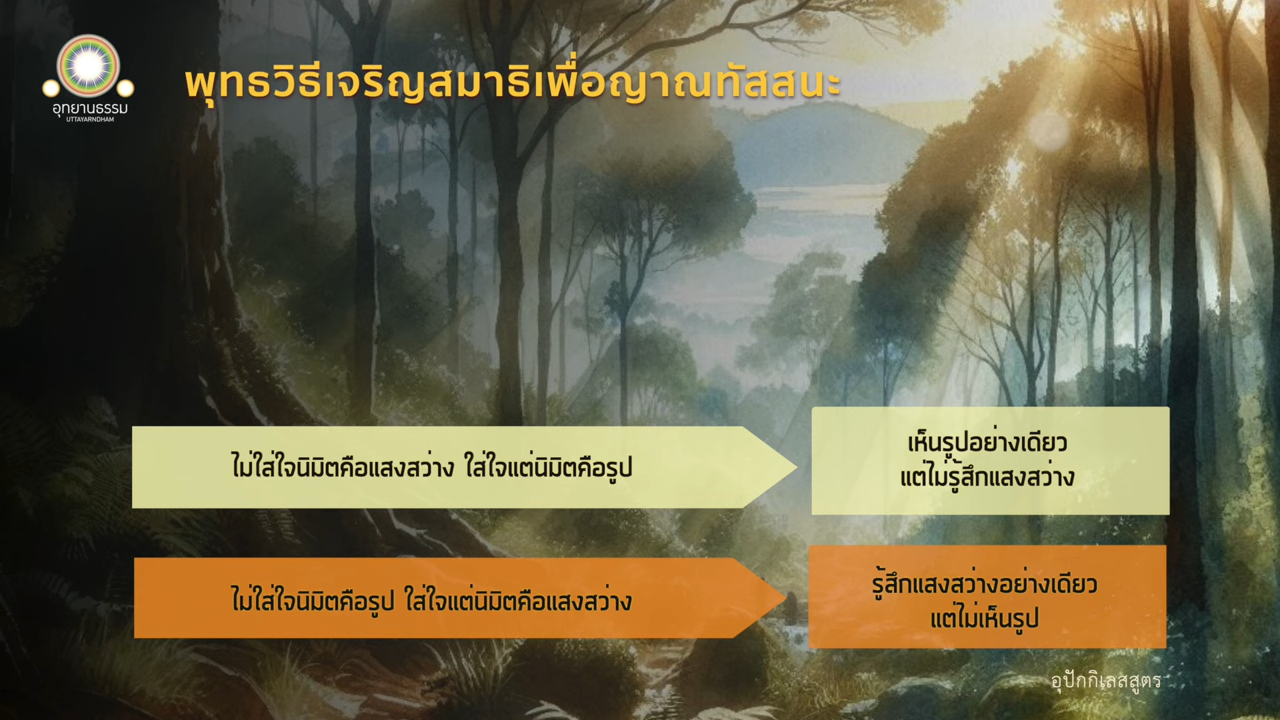 อุทยานธรรม
UTTAYARNDHAM
พุทธวิธีเจริญสมาธิเพื่อญาณทัสสนะ
ไม่ใส่ใจนิมิตคือแสงสว่าง ใส่ใจแต่นิมิตคือรูป
เห็นรูปอย่างเดียว
แต่ไม่รู้สึกแสงสว่าง
ไม่ใส่ใจนิมิตคือรูป ใส่ใจแต่นิมิตคือแสงสว่าง
รู้สึกแสงสว่างอย่างเดียว
แต่ไม่เห็นรูป
อุปักกิเลสสูตร